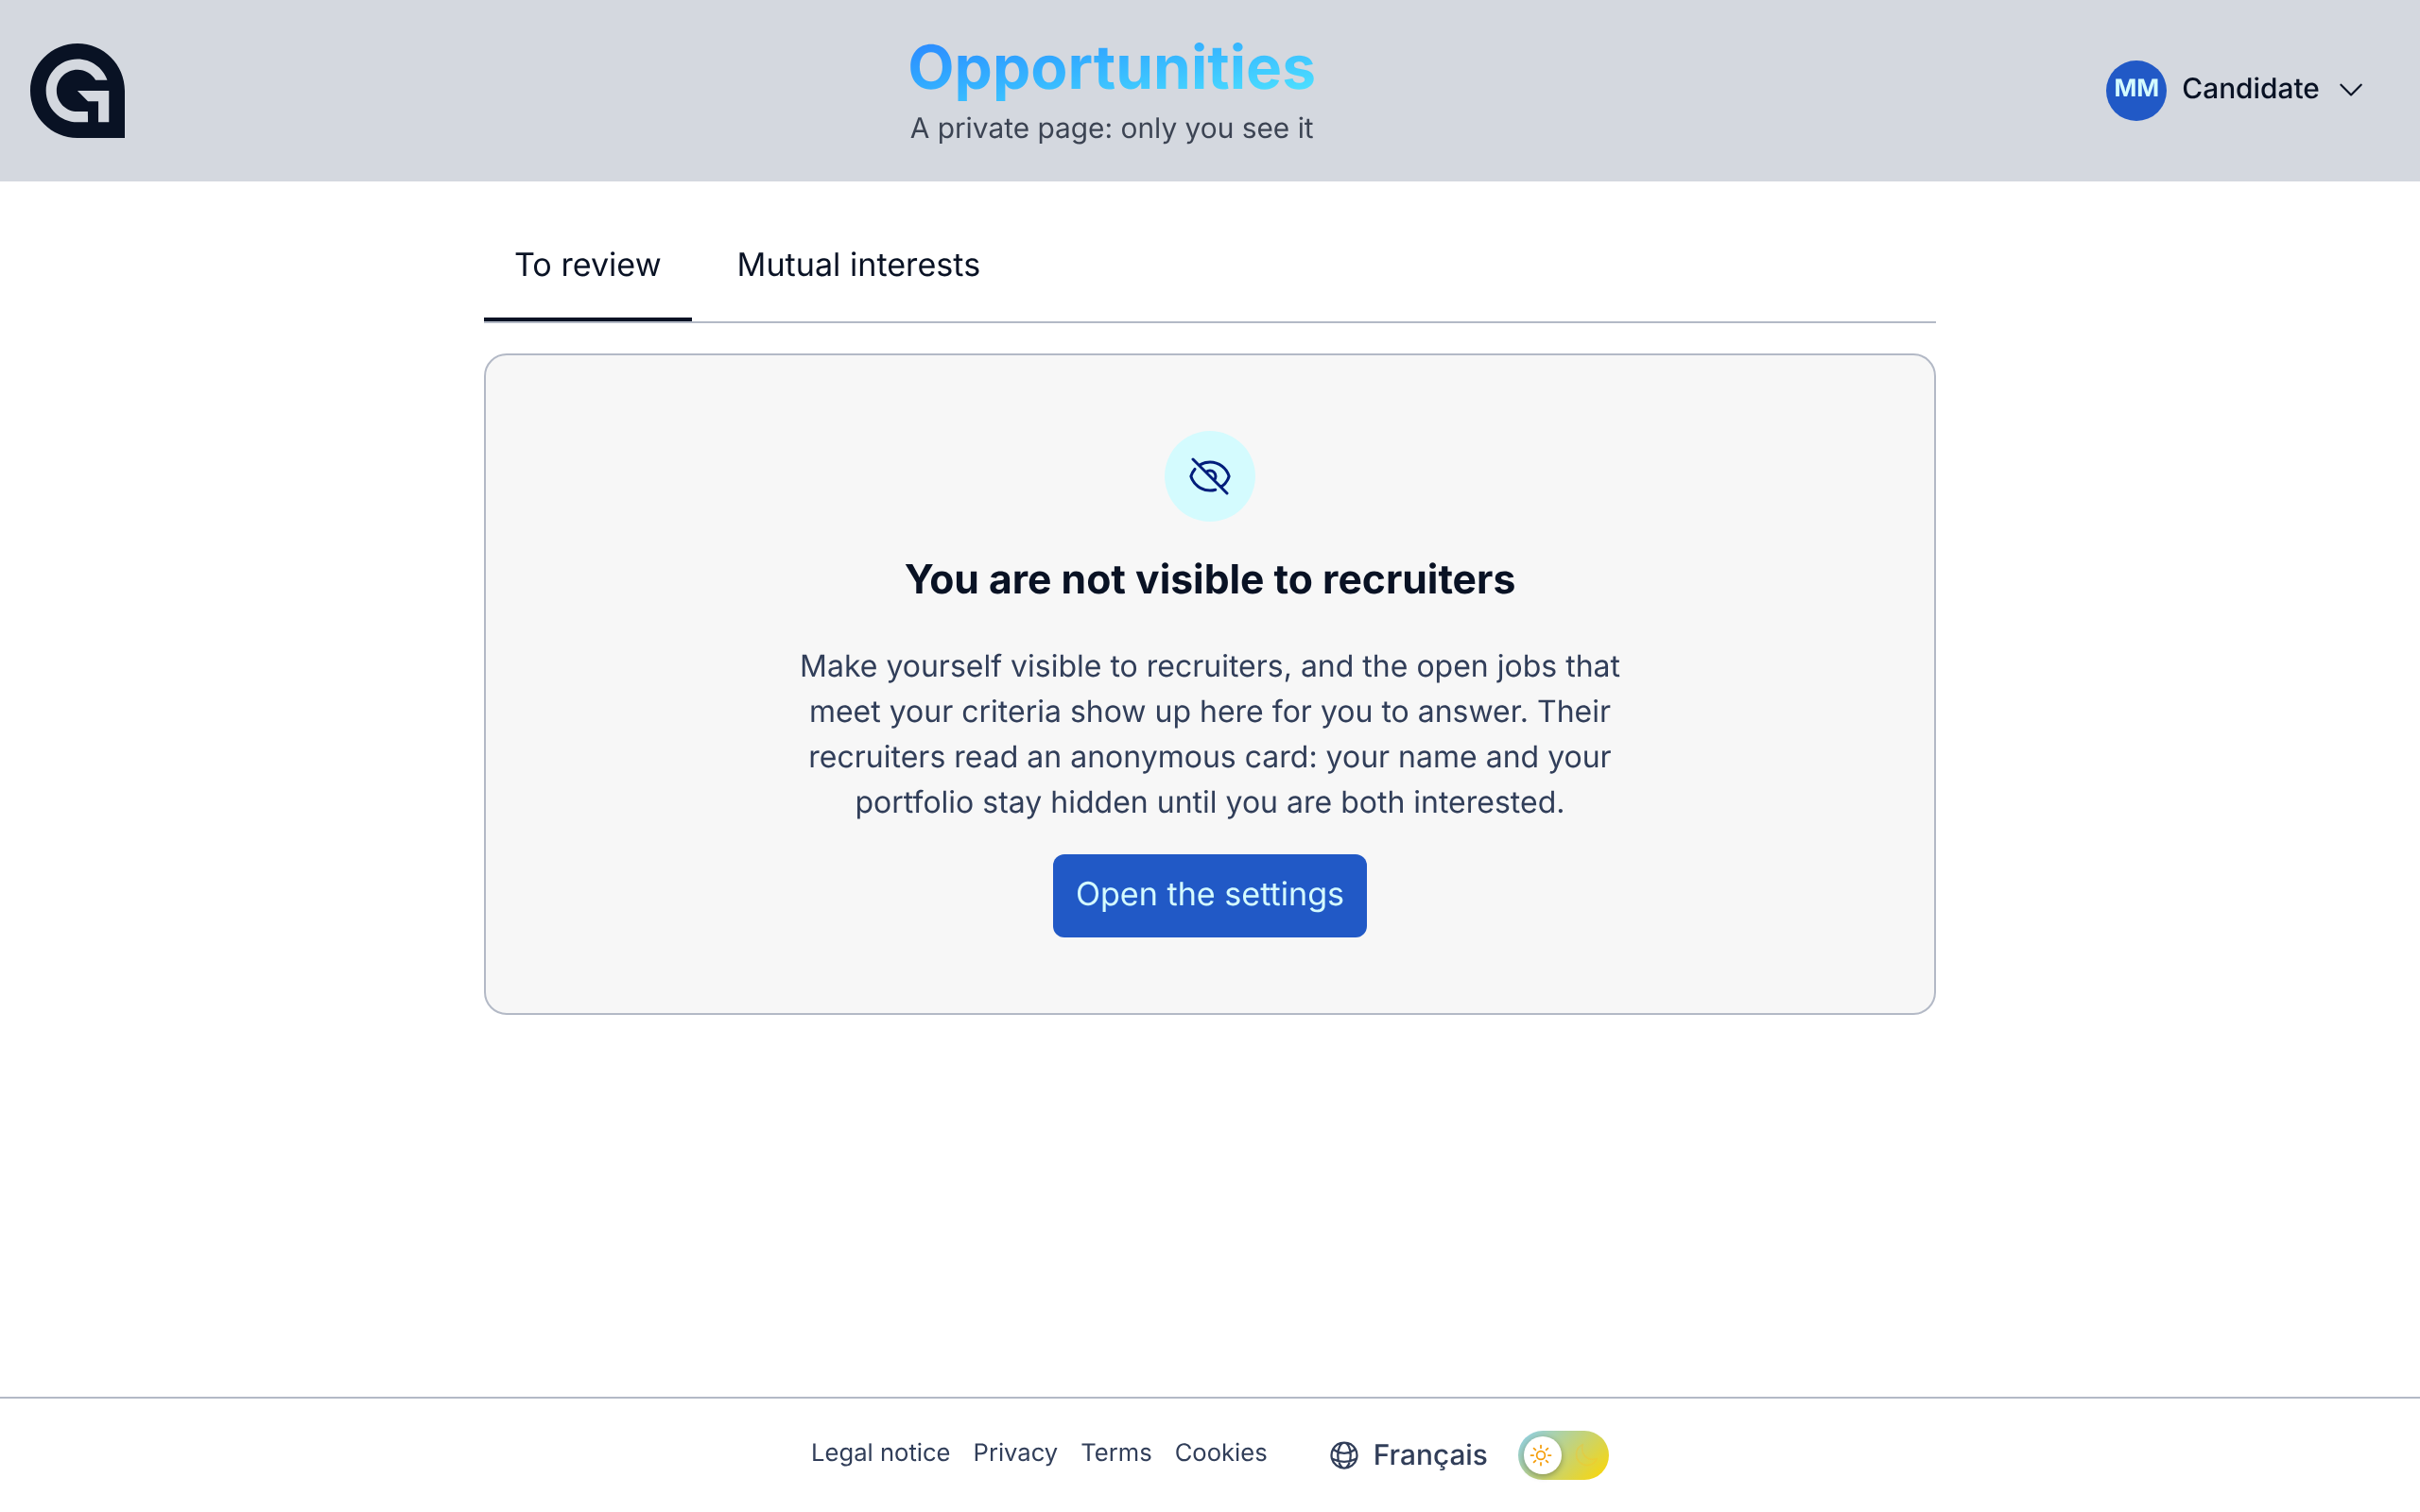 Opportunities
A private page: only you see it
MM Candidate
To review Mutual interests
You are not visible to recruiters
Make yourself visible to recruiters, and the open jobs that
meet your criteria show up here for you to answer. Their
recruiters read an anonymous card: your name and your
portfolio stay hidden until you are both interested.
Open the settings
Legal notice Privacy Terms Cookies Français